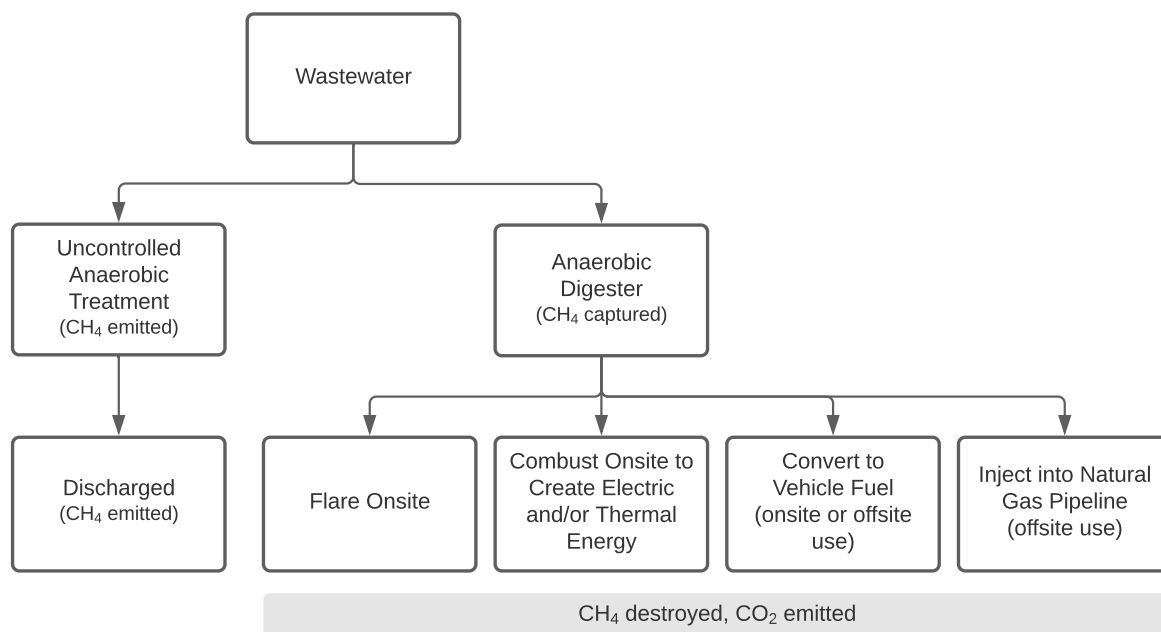 Wastewater
Uncontrolled
Anaerobic
Treatment
(CH₄ emitted)
Anaerobic
Digester
(CH₄ captured)
Discharged
(CH₄ emitted)
Flare Onsite
Combust Onsite to
Create Electric
and/or Thermal
Energy
Convert to
Vehicle Fuel
(onsite or offsite
use)
Inject into Natural
Gas Pipeline
(offsite use)
CH₄ destroyed, CO₂ emitted